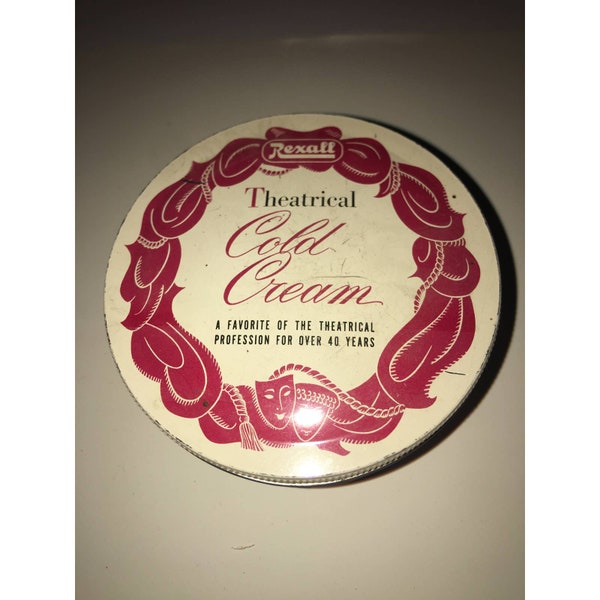 Rexall
Theatrical
Cold
Cream
A FAVORITE OF THE THEATRICAL
PROFESSION FOR OVER 40 YEARS